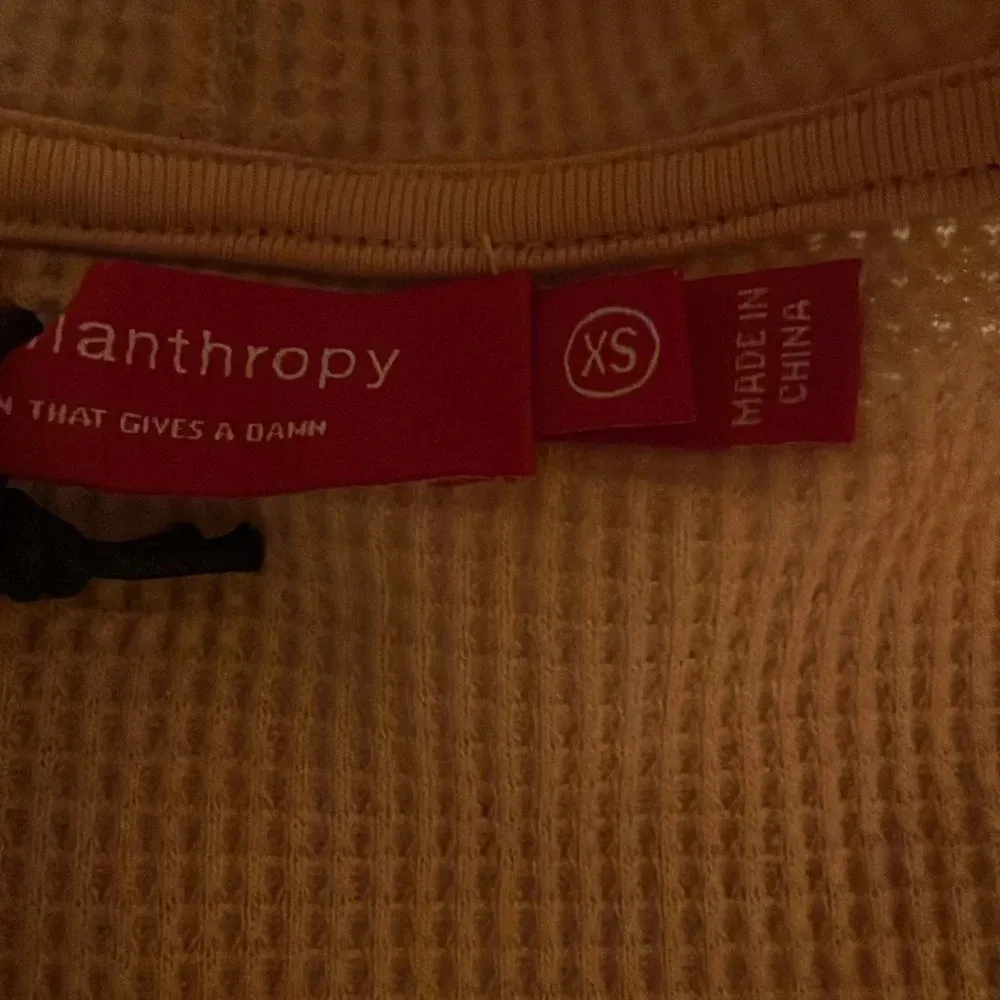 lanthropy
N THAT GIVES A DAMN
XS
MADE IN
CHINA